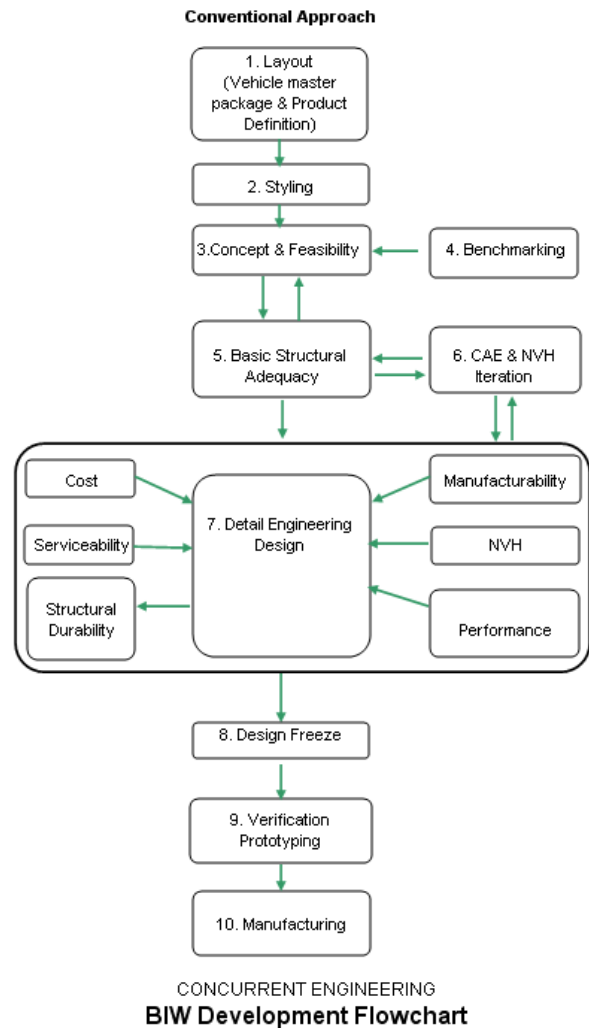 Conventional Approach
1. Layout
(Vehicle master
package & Product
Definition)
2. Styling
3.Concept & Feasibility
4. Benchmarking
5. Basic Structural
Adequacy
6. CAE & NVH
Iteration
Cost
Serviceability
Structural
Durability
7. Detail Engineering
Design
Manufacturability
NVH
Performance
8. Design Freeze
9. Verification
Prototyping
10. Manufacturing
CONCURRENT ENGINEERING
BIW Development Flowchart